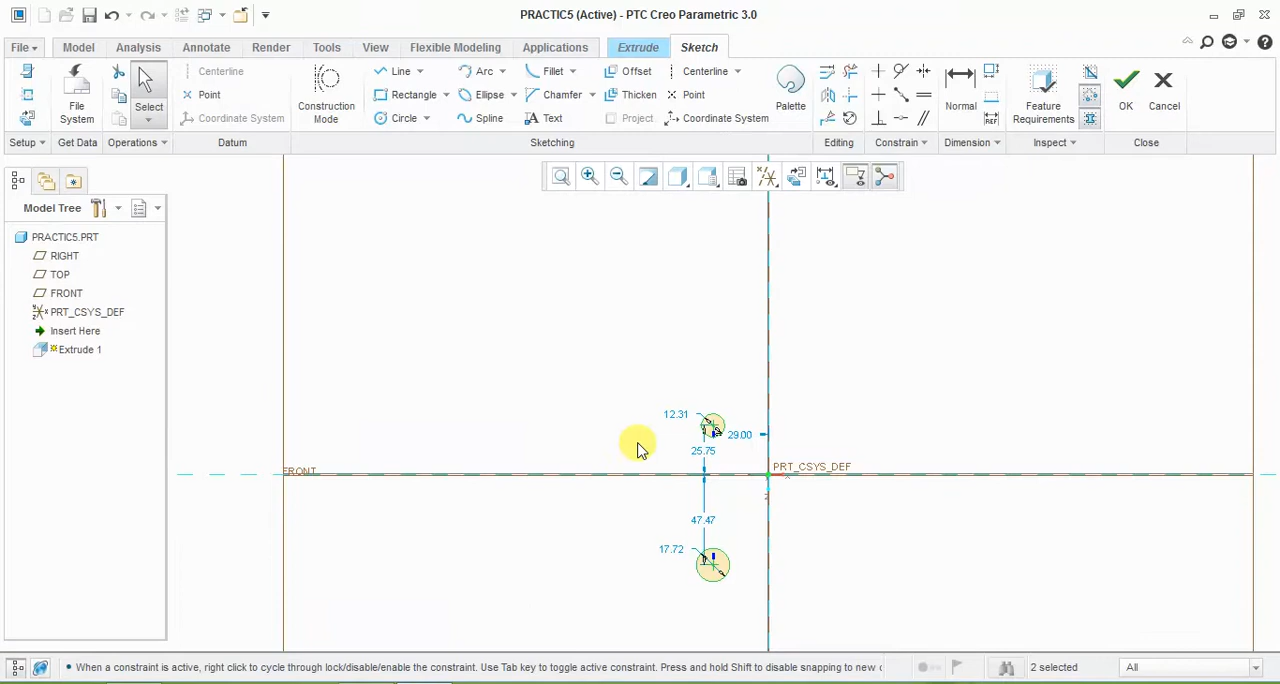 PRACTIC5 (Active) - PTC Creo Parametric 3.0
File Model Analysis Annotate Render Tools View Flexible Modeling Applications Extrude Sketch
File System
Select
Centerline
Point
Coordinate System
Construction Mode
Line Arc Fillet Offset Centerline
Rectangle Ellipse Chamfer Thicken Point
Circle Spline Text Project Coordinate System
Palette
Normal
Feature Requirements
OK Cancel
Setup Get Data Operations Datum Sketching Editing Constrain Dimension Inspect Close
Model Tree
PRACTIC5.PRT
RIGHT
TOP
FRONT
PRT_CSYS_DEF
Insert Here
Extrude 1
12.31
29.00
25.75
FRONT
PRT_CSYS_DEF
47.47
17.72
When a constraint is active, right click to cycle through lock/disable/enable the constraint. Use Tab key to toggle active constraint. Press and hold Shift to disable snapping to new c
2 selected
All